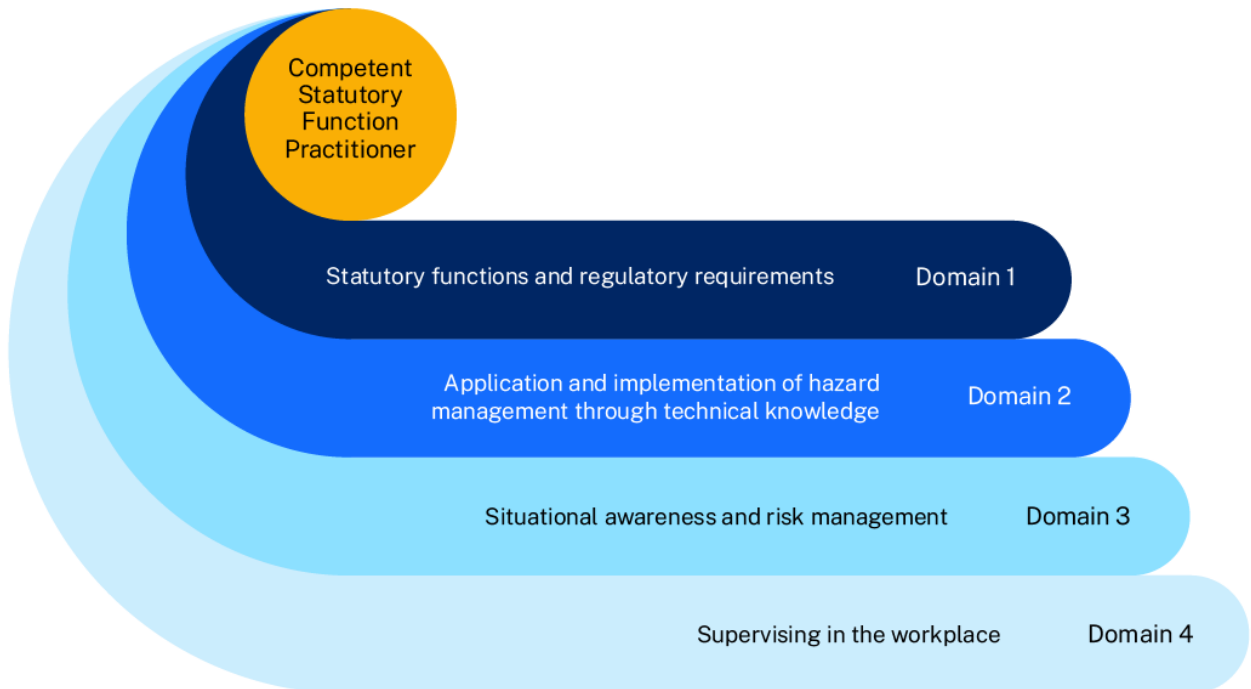 Competent
Statutory
Function
Practitioner
Statutory functions and regulatory requirements Domain 1
Application and implementation of hazard
management through technical knowledge
Domain 2
Situational awareness and risk management Domain 3
Supervising in the workplace Domain 4